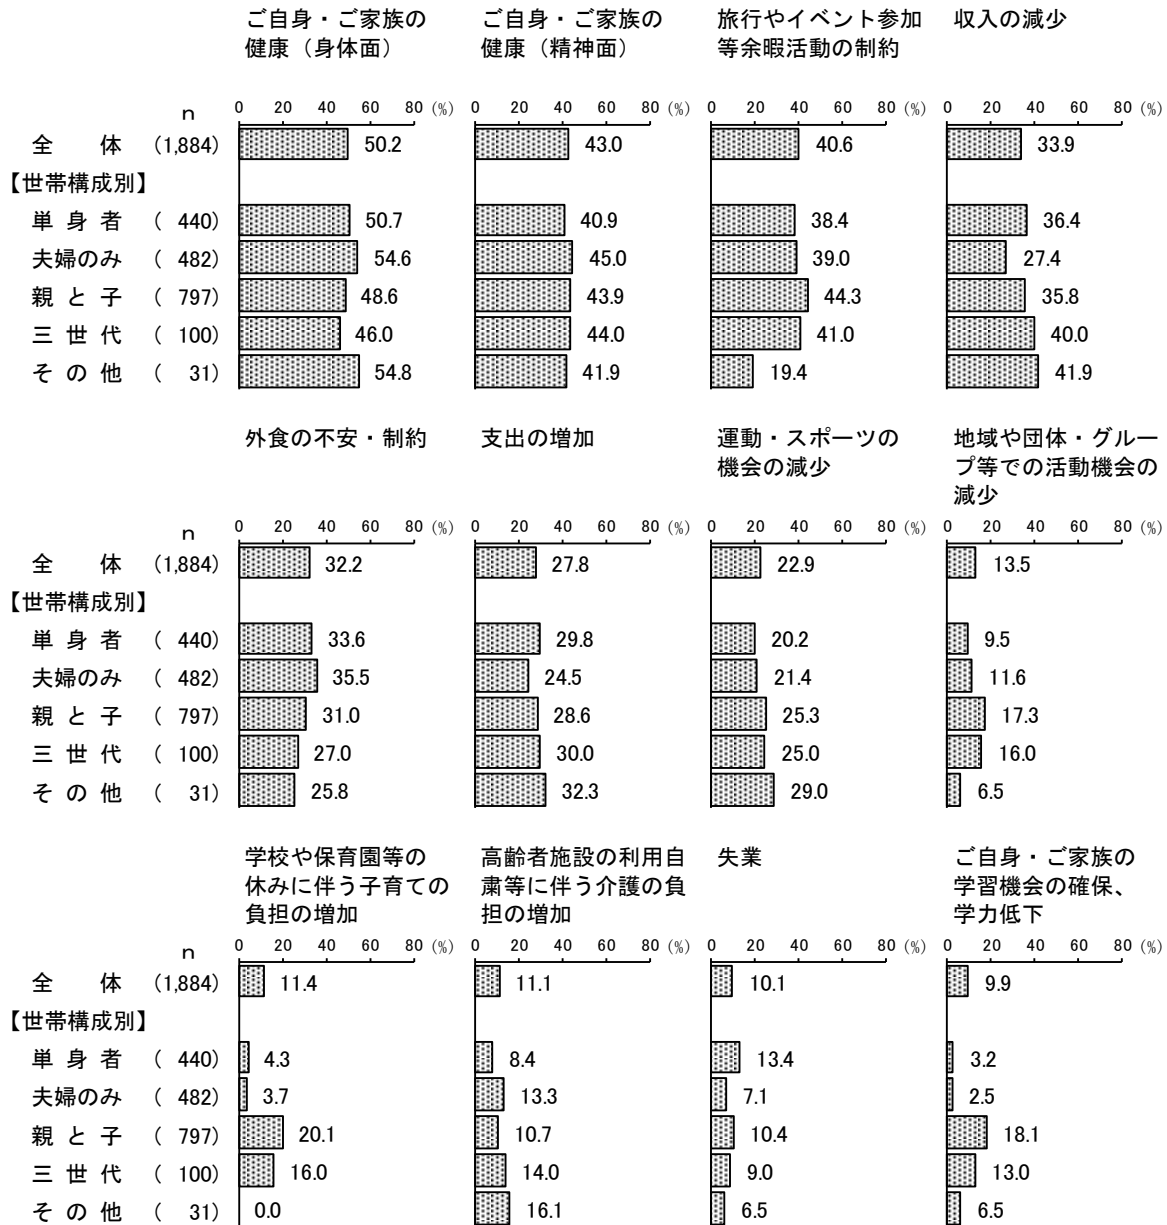 ご自身・ご家族の ご自身・ご家族の 旅行やイベント参加 収入の減少
健康（身体面） 健康（精神面） 等余暇活動の制約
n 0 20 40 60 80 (%) 0 20 40 60 80 (%) 0 20 40 60 80 (%) 0 20 40 60 80 (%)
全体 (1,884) 50.2 43.0 40.6 33.9
【世帯構成別】
単身者 ( 440) 50.7 40.9 38.4 36.4
夫婦のみ ( 482) 54.6 45.0 39.0 27.4
親と子 ( 797) 48.6 43.9 44.3 35.8
三世代 ( 100) 46.0 44.0 41.0 40.0
その他 ( 31) 54.8 41.9 19.4 41.9
外食の不安・制約 支出の増加 運動・スポーツの 地域や団体・グルー
機会の減少 プ等での活動機会の
減少
n 0 20 40 60 80 (%) 0 20 40 60 80 (%) 0 20 40 60 80 (%) 0 20 40 60 80 (%)
全体 (1,884) 32.2 27.8 22.9 13.5
【世帯構成別】
単身者 ( 440) 33.6 29.8 20.2 9.5
夫婦のみ ( 482) 35.5 24.5 21.4 11.6
親と子 ( 797) 31.0 28.6 25.3 17.3
三世代 ( 100) 27.0 30.0 25.0 16.0
その他 ( 31) 25.8 32.3 29.0 6.5
学校や保育園等の 高齢者施設の利用自 失業 ご自身・ご家族の
休みに伴う子育ての 粛等に伴う介護の負 学習機会の確保、
負担の増加 担の増加 学力低下
n 0 20 40 60 80 (%) 0 20 40 60 80 (%) 0 20 40 60 80 (%) 0 20 40 60 80 (%)
全体 (1,884) 11.4 11.1 10.1 9.9
【世帯構成別】
単身者 ( 440) 4.3 8.4 13.4 3.2
夫婦のみ ( 482) 3.7 13.3 7.1 2.5
親と子 ( 797) 20.1 10.7 10.4 18.1
三世代 ( 100) 16.0 14.0 9.0 13.0
その他 ( 31) 0.0 16.1 6.5 6.5